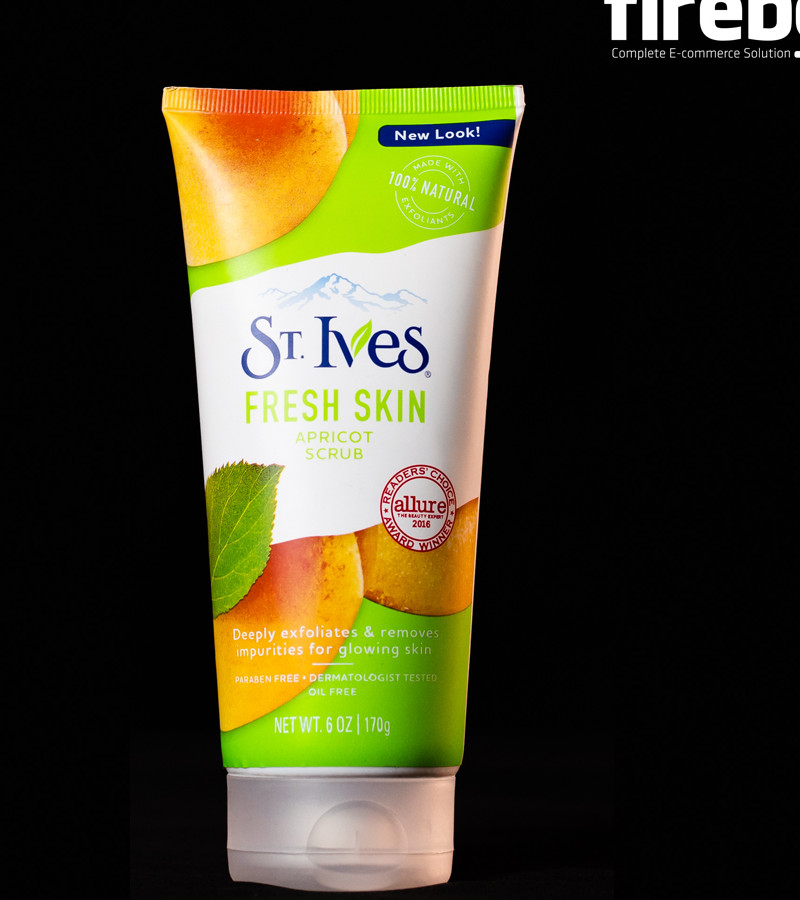 Complete E-commerce Solution
New Look!
MADE WITH
100% NATURAL
EXFOLIANTS
ST. Ives®
FRESH SKIN
APRICOT
SCRUB
READERS' CHOICE
allure
THE BEAUTY EXPERT
2016
AWARD WINNER
Deeply exfoliates & removes
impurities for glowing skin
PARABEN FREE • DERMATOLOGIST TESTED
OIL FREE
NET WT. 6 OZ | 170g